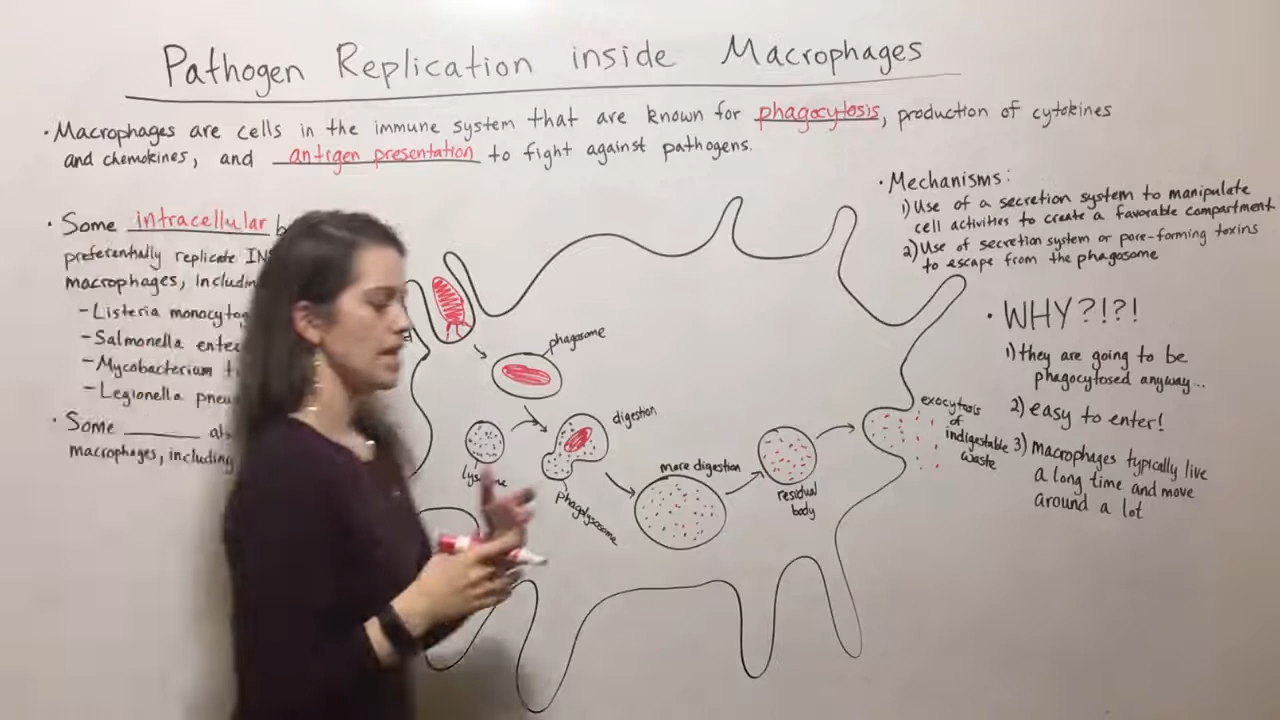 Pathogen Replication inside Macrophages
· Macrophages are cells in the immune system that are known for phagocytosis, production of cytokines
and chemokines, and antigen presentation to fight against pathogens.
· Some intracellular
preferentially replicate
macrophages,
- Listeria
- Salmonella
- Mycobacterium
- Legionella
· Some ______
macrophages, including
phagosome
digestion
phagolysosome
more digestion
residual
body
exocytosis
of
indigestable
waste
· Mechanisms:
1) Use of a secretion system to manipulate
cell activities to create a favorable compartment
2) Use of secretion system or pore-forming toxins
to escape from the phagosome
· WHY?!?!
1) they are going to be
phagocytosed anyway...
2) easy to enter!
3) Macrophages typically live
a long time and move
around a lot